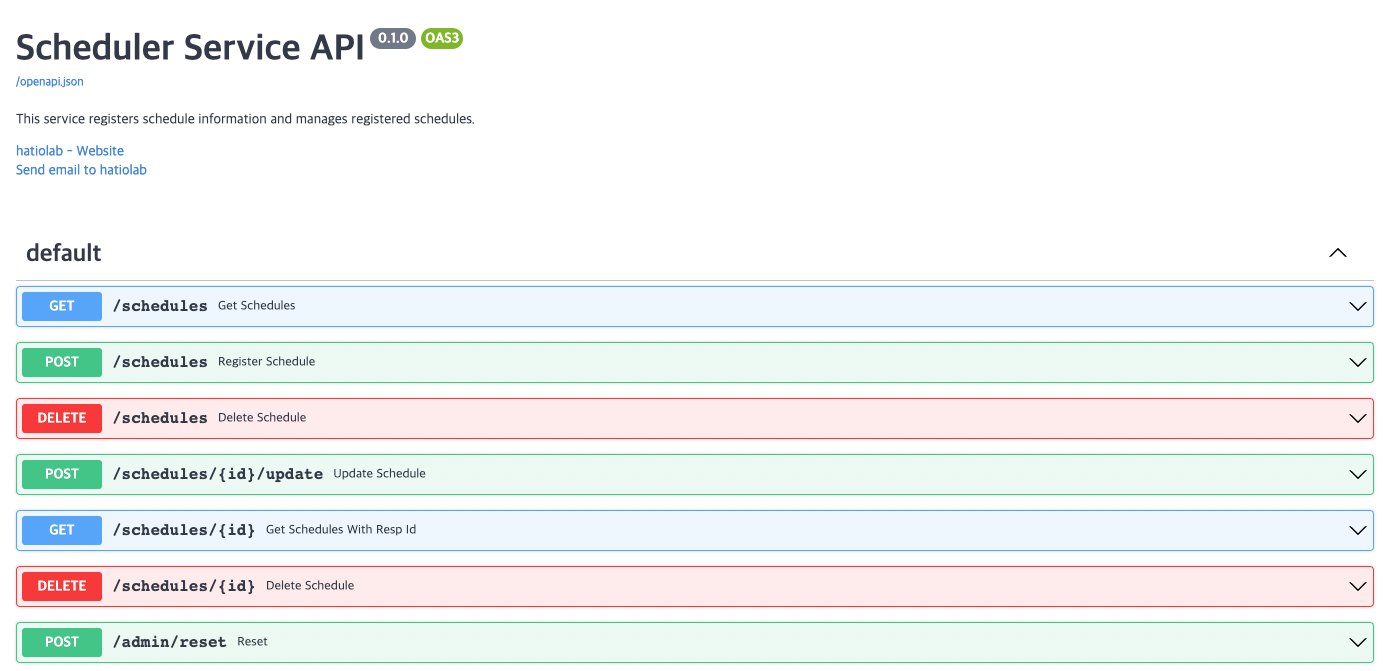 Scheduler Service API 0.1.0 OAS3
/openapi.json
This service registers schedule information and manages registered schedules.
hatiolab - Website
Send email to hatiolab
default
GET /schedules Get Schedules
POST /schedules Register Schedule
DELETE /schedules Delete Schedule
POST /schedules/{id}/update Update Schedule
GET /schedules/{id} Get Schedules With Resp Id
DELETE /schedules/{id} Delete Schedule
POST /admin/reset Reset